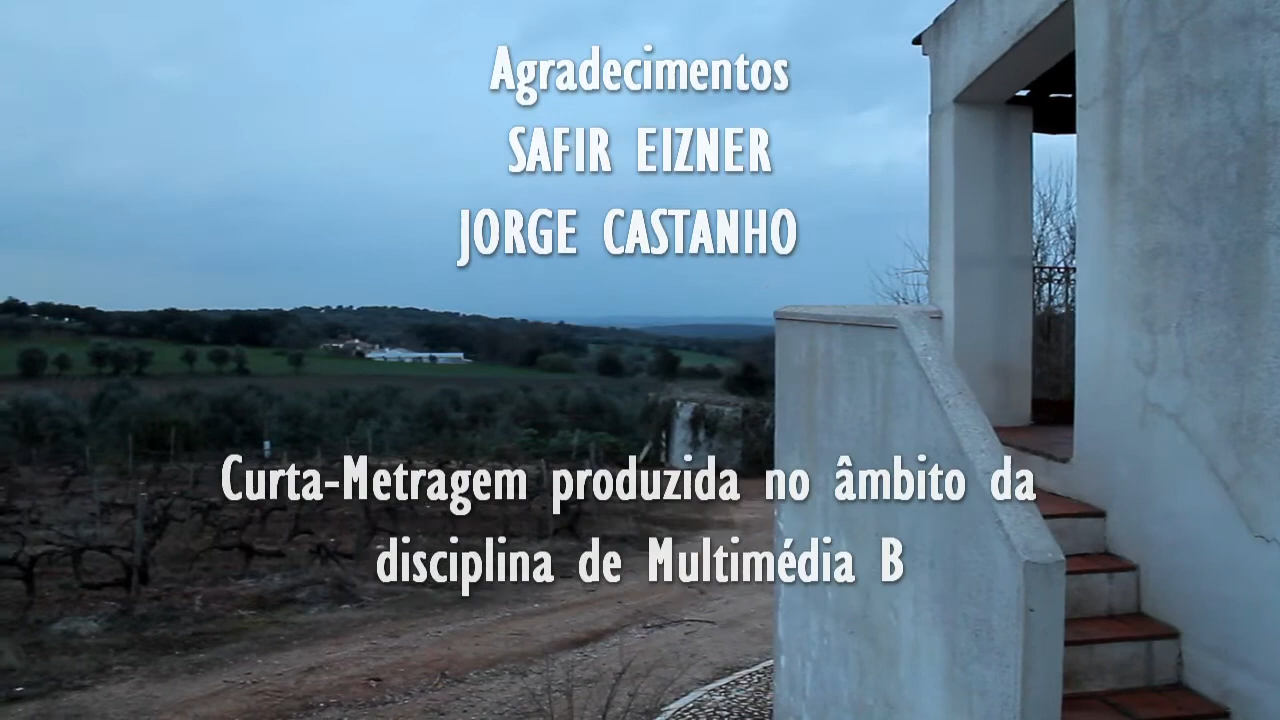 Agradecimentos
SAFIR EIZNER
JORGE CASTANHO
Curta-Metragem produzida no âmbito da
disciplina de Multimédia B